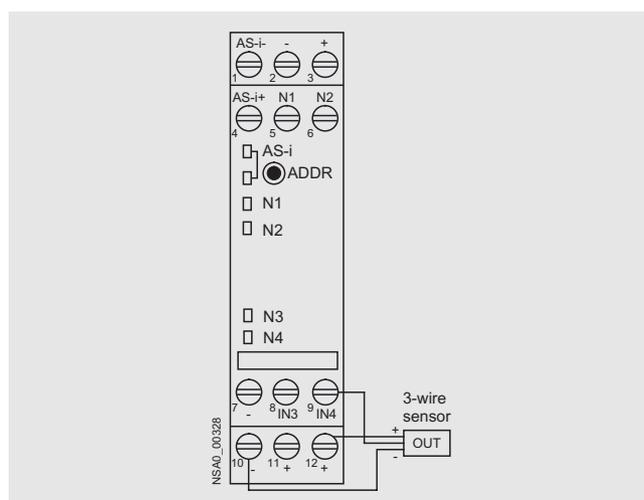 AS-i- - +
1 2 3
AS-i+ N1 N2
4 5 6
AS-i
ADDR
N1
N2
N3
N4
7 8 9
- IN3 IN4
3-wire
sensor
+
OUT
-
10 11 12
- + +
NSA0_00328